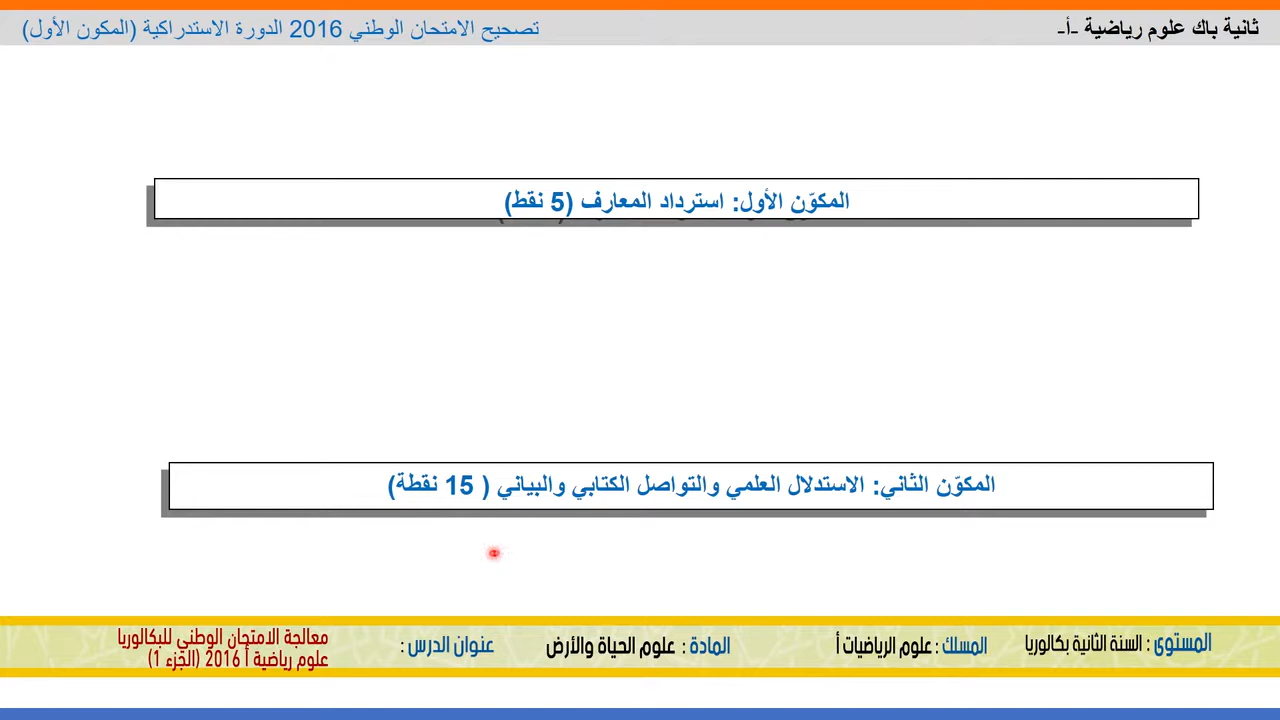 ثانية باك علوم رياضية -أ-
تصحيح الامتحان الوطني 2016 الدورة الاستدراكية (المكون الأول)
المكوّن الأول: استرداد المعارف (5 نقط)
المكوّن الثاني: الاستدلال العلمي والتواصل الكتابي والبياني ( 15 نقطة)
المستوى : السنة الثانية بكالوريا
المسلك : علوم الرياضيات أ
المادة : علوم الحياة والأرض
عنوان الدرس :
معالجة الامتحان الوطني للبكالوريا
علوم رياضية أ 2016 (الجزء 1)